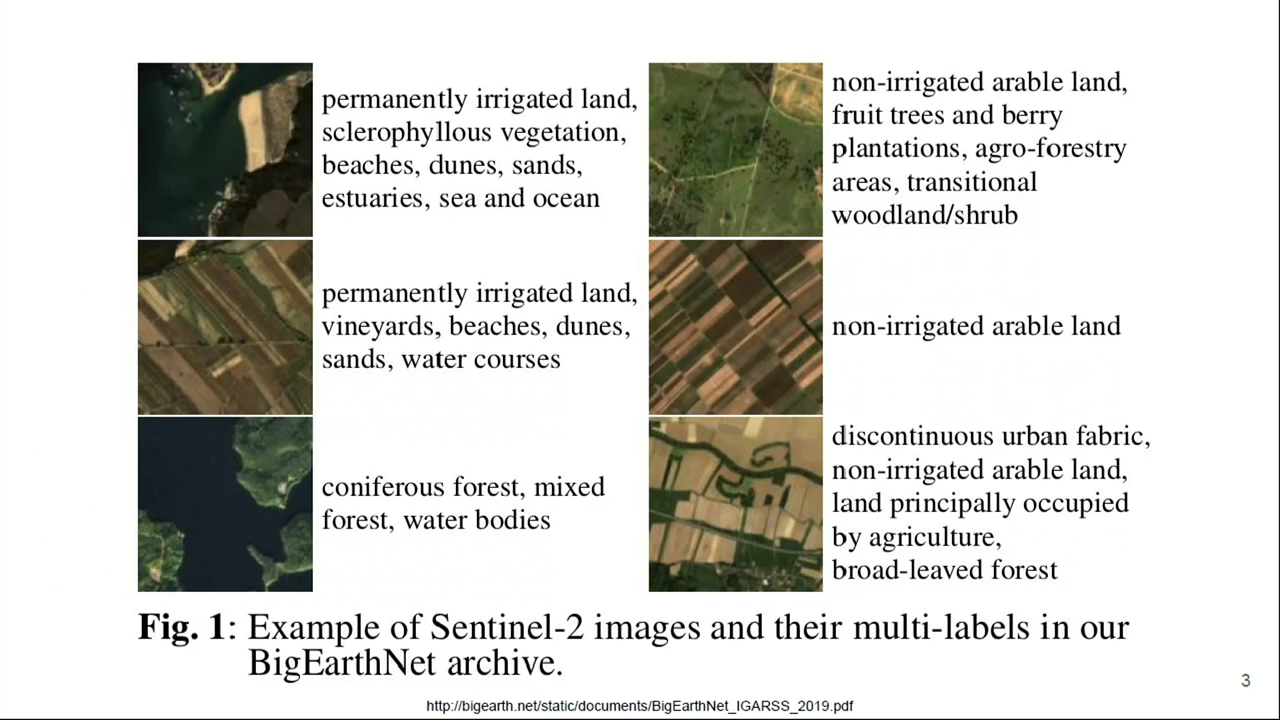 permanently irrigated land,
sclerophyllous vegetation,
beaches, dunes, sands,
estuaries, sea and ocean
non-irrigated arable land,
fruit trees and berry
plantations, agro-forestry
areas, transitional
woodland/shrub
permanently irrigated land,
vineyards, beaches, dunes,
sands, water courses
non-irrigated arable land
coniferous forest, mixed
forest, water bodies
discontinuous urban fabric,
non-irrigated arable land,
land principally occupied
by agriculture,
broad-leaved forest
Fig. 1: Example of Sentinel-2 images and their multi-labels in our
BigEarthNet archive.
3
http://bigearth.net/static/documents/BigEarthNet_IGARSS_2019.pdf